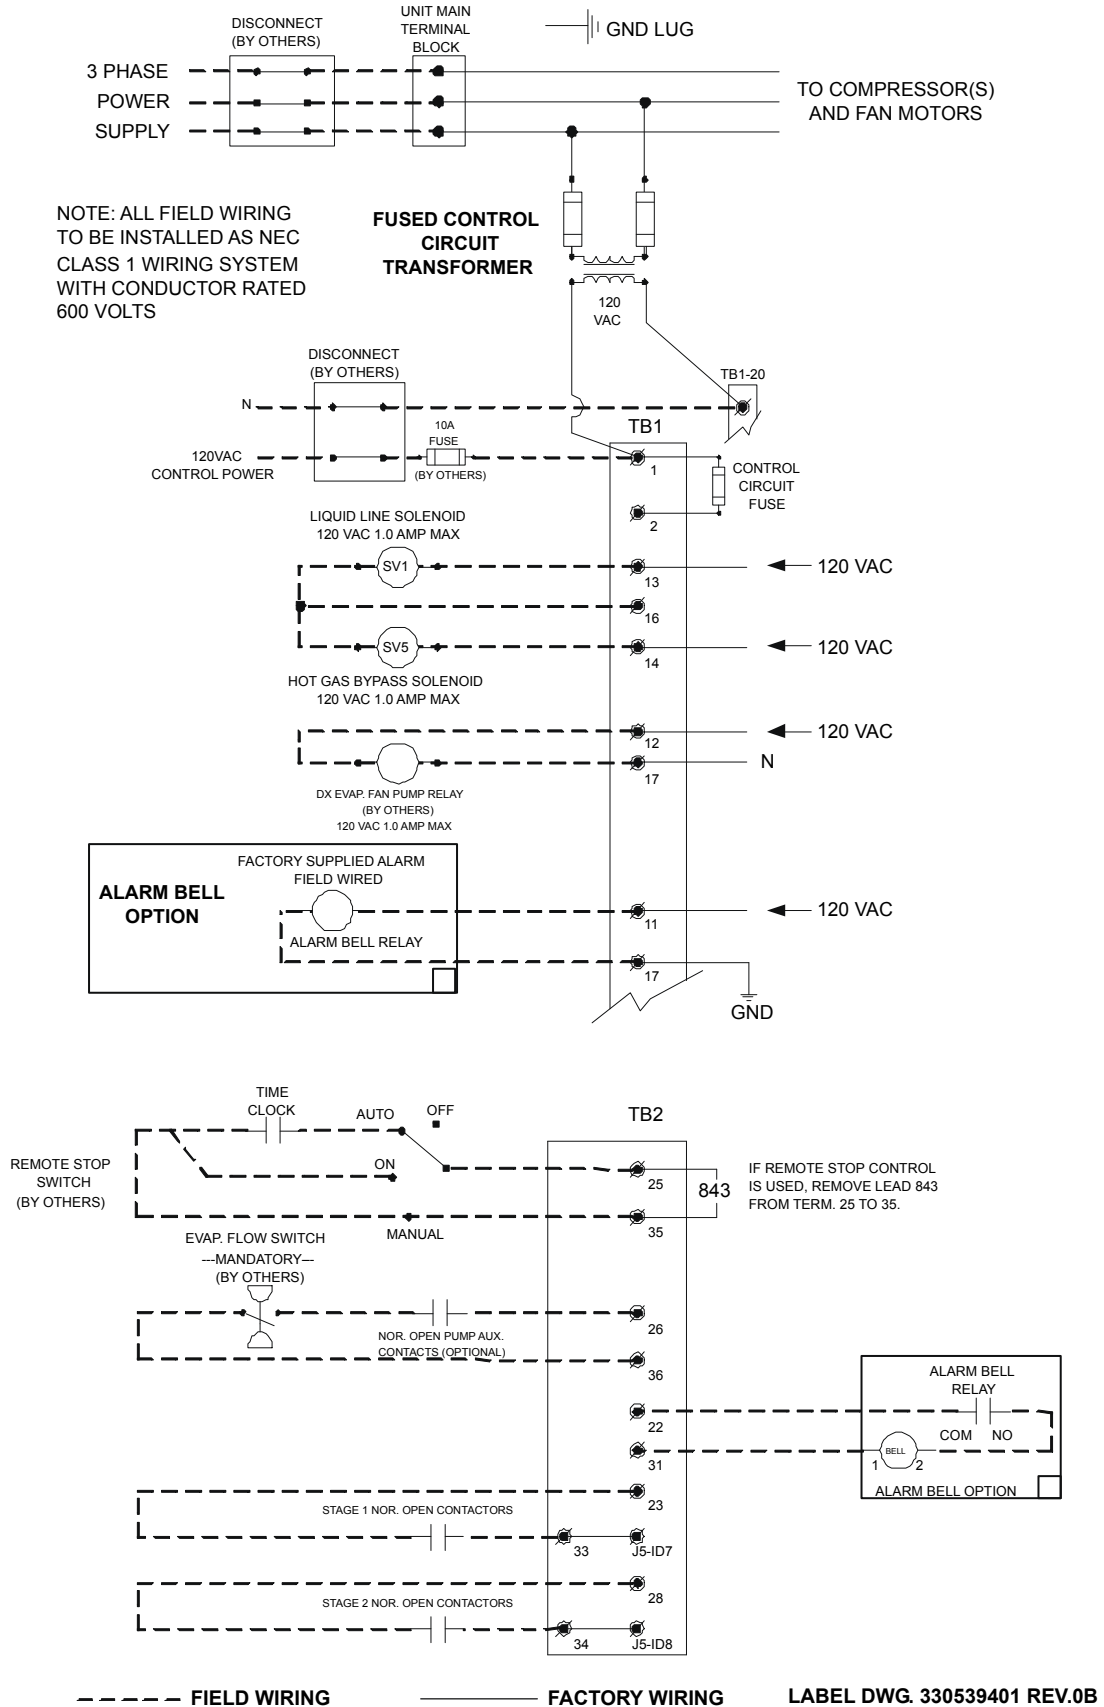 DISCONNECT
(BY OTHERS)
UNIT MAIN
TERMINAL
BLOCK
GND LUG
3 PHASE
POWER
SUPPLY
TO COMPRESSOR(S)
AND FAN MOTORS
NOTE: ALL FIELD WIRING
TO BE INSTALLED AS NEC
CLASS 1 WIRING SYSTEM
WITH CONDUCTOR RATED
600 VOLTS
FUSED CONTROL
CIRCUIT
TRANSFORMER
120
VAC
DISCONNECT
(BY OTHERS)
TB1-20
N
10A
FUSE
(BY OTHERS)
TB1
120VAC
CONTROL POWER
1
CONTROL
CIRCUIT
FUSE
2
LIQUID LINE SOLENOID
120 VAC 1.0 AMP MAX
SV1
13
120 VAC
16
SV5
14
120 VAC
HOT GAS BYPASS SOLENOID
120 VAC 1.0 AMP MAX
12
120 VAC
17
N
DX EVAP. FAN PUMP RELAY
(BY OTHERS)
120 VAC 1.0 AMP MAX
ALARM BELL
OPTION
FACTORY SUPPLIED ALARM
FIELD WIRED
ALARM BELL RELAY
11
120 VAC
17
GND
TIME
CLOCK
AUTO
OFF
TB2
REMOTE STOP
SWITCH
(BY OTHERS)
ON
25
843
IF REMOTE STOP CONTROL
IS USED, REMOVE LEAD 843
FROM TERM. 25 TO 35.
MANUAL
35
EVAP. FLOW SWITCH
---MANDATORY---
(BY OTHERS)
26
NOR. OPEN PUMP AUX.
CONTACTS (OPTIONAL)
36
ALARM BELL
RELAY
22
COM
NO
31
BELL
1
2
ALARM BELL OPTION
23
STAGE 1 NOR. OPEN CONTACTORS
33
J5-ID7
28
STAGE 2 NOR. OPEN CONTACTORS
34
J5-ID8
FIELD WIRING
FACTORY WIRING
LABEL DWG. 330539401 REV.0B